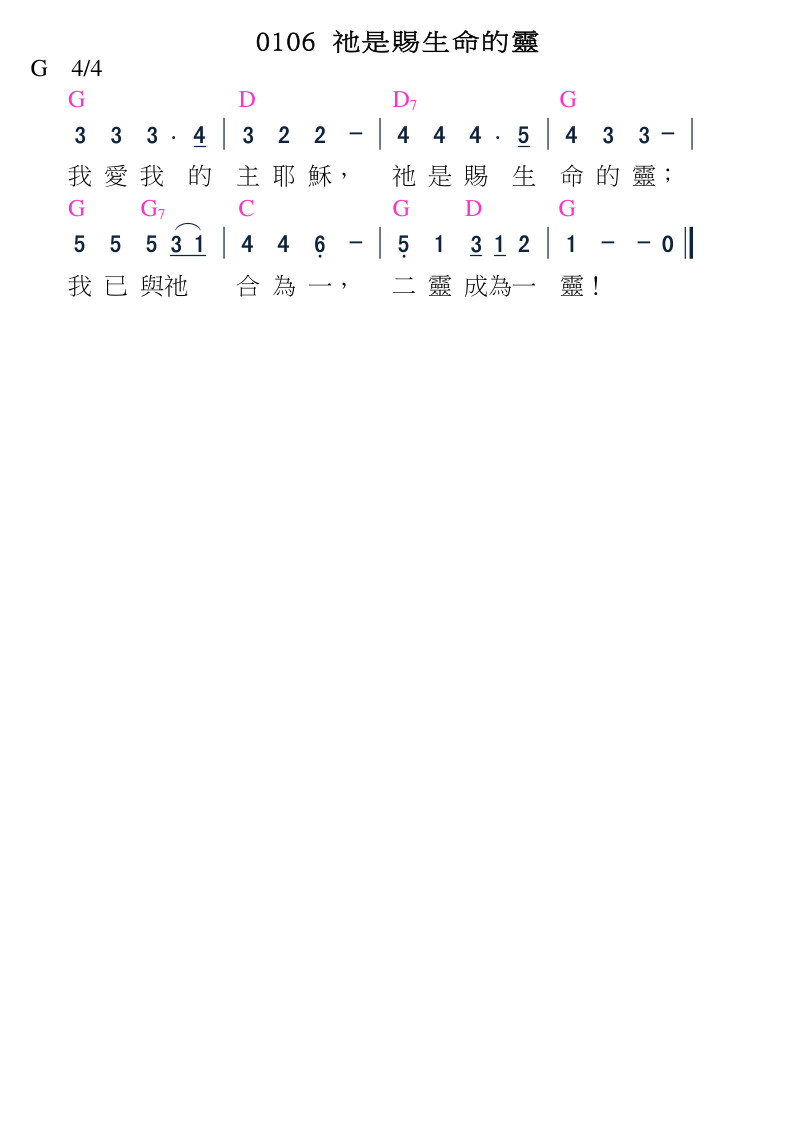 0106 祂是賜生命的靈
G 4/4
G D D7 G
3 3 3 · 4 | 3 2 2 － | 4 4 4 · 5 | 4 3 3 － |
我 愛 我 的 主 耶 穌， 祂 是 賜 生 命 的 靈；
G G7 C G D G
5 5 5 3 1 | 4 4 6 － | 5 1 3 1 2 | 1 － － 0 ‖
我 已 與祂 合 為 一， 二 靈 成為一 靈！